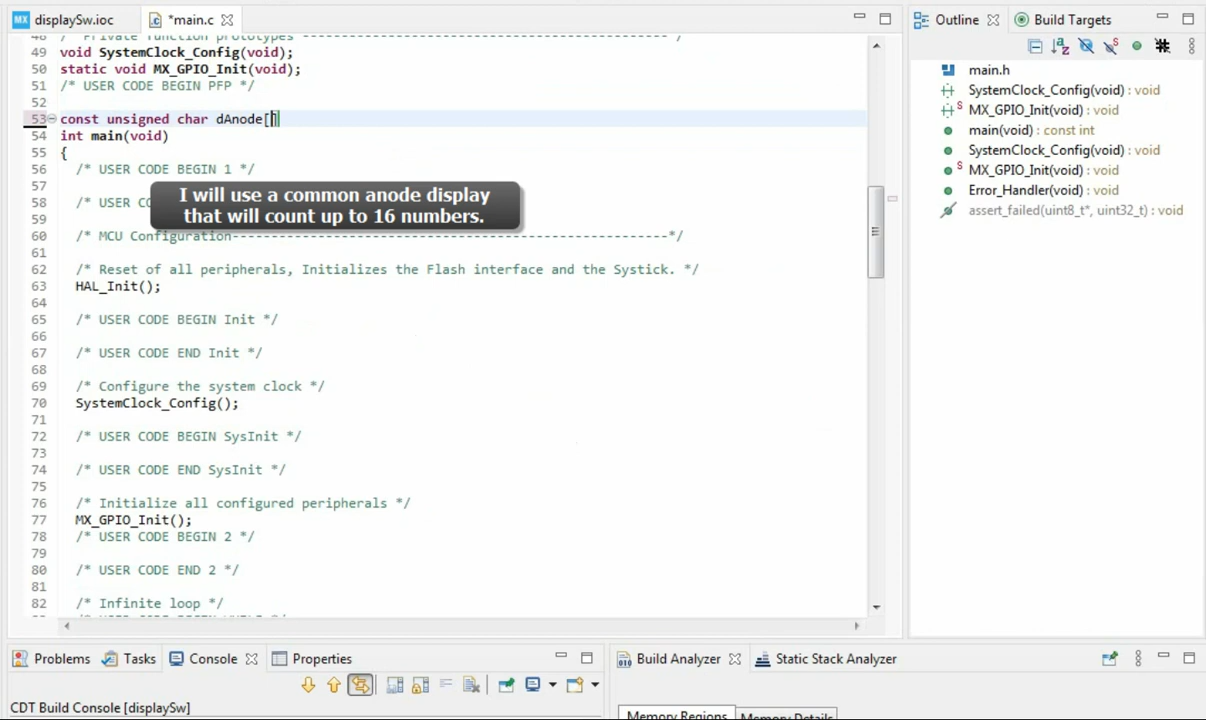 displaySw.ioc
*main.c
48 /* Private function prototypes -----------------------------------------------*/
49 void SystemClock_Config(void);
50 static void MX_GPIO_Init(void);
51 /* USER CODE BEGIN PFP */
52
53 const unsigned char dAnode[]
54 int main(void)
55 {
56 /* USER CODE BEGIN 1 */
57
58 /* USER CO
59
60 /* MCU Configuration--------------------------------------------------------*/
61
62 /* Reset of all peripherals, Initializes the Flash interface and the Systick. */
63 HAL_Init();
64
65 /* USER CODE BEGIN Init */
66
67 /* USER CODE END Init */
68
69 /* Configure the system clock */
70 SystemClock_Config();
71
72 /* USER CODE BEGIN SysInit */
73
74 /* USER CODE END SysInit */
75
76 /* Initialize all configured peripherals */
77 MX_GPIO_Init();
78 /* USER CODE BEGIN 2 */
79
80 /* USER CODE END 2 */
81
82 /* Infinite loop */
I will use a common anode display
that will count up to 16 numbers.
Outline
Build Targets
main.h
SystemClock_Config(void) : void
MX_GPIO_Init(void) : void
main(void) : const int
SystemClock_Config(void) : void
MX_GPIO_Init(void) : void
Error_Handler(void) : void
assert_failed(uint8_t*, uint32_t) : void
Problems
Tasks
Console
Properties
CDT Build Console [displaySw]
Build Analyzer
Static Stack Analyzer
Memory Regions
Memory Details